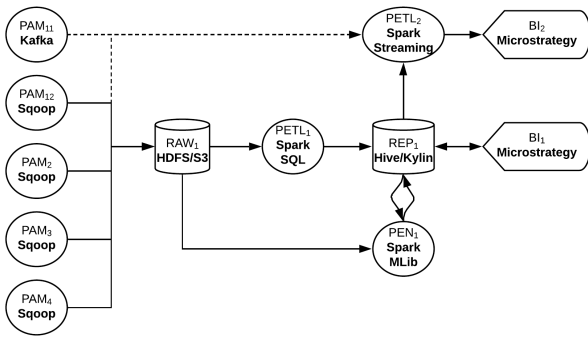 PAM₁₁
Kafka
PETL₂
Spark
Streaming
BI₂
Microstrategy
PAM₁₂
Sqoop
RAW₁
HDFS/S3
PETL₁
Spark
SQL
REP₁
Hive/Kylin
BI₁
Microstrategy
PAM₂
Sqoop
PAM₃
Sqoop
PEN₁
Spark
MLib
PAM₄
Sqoop